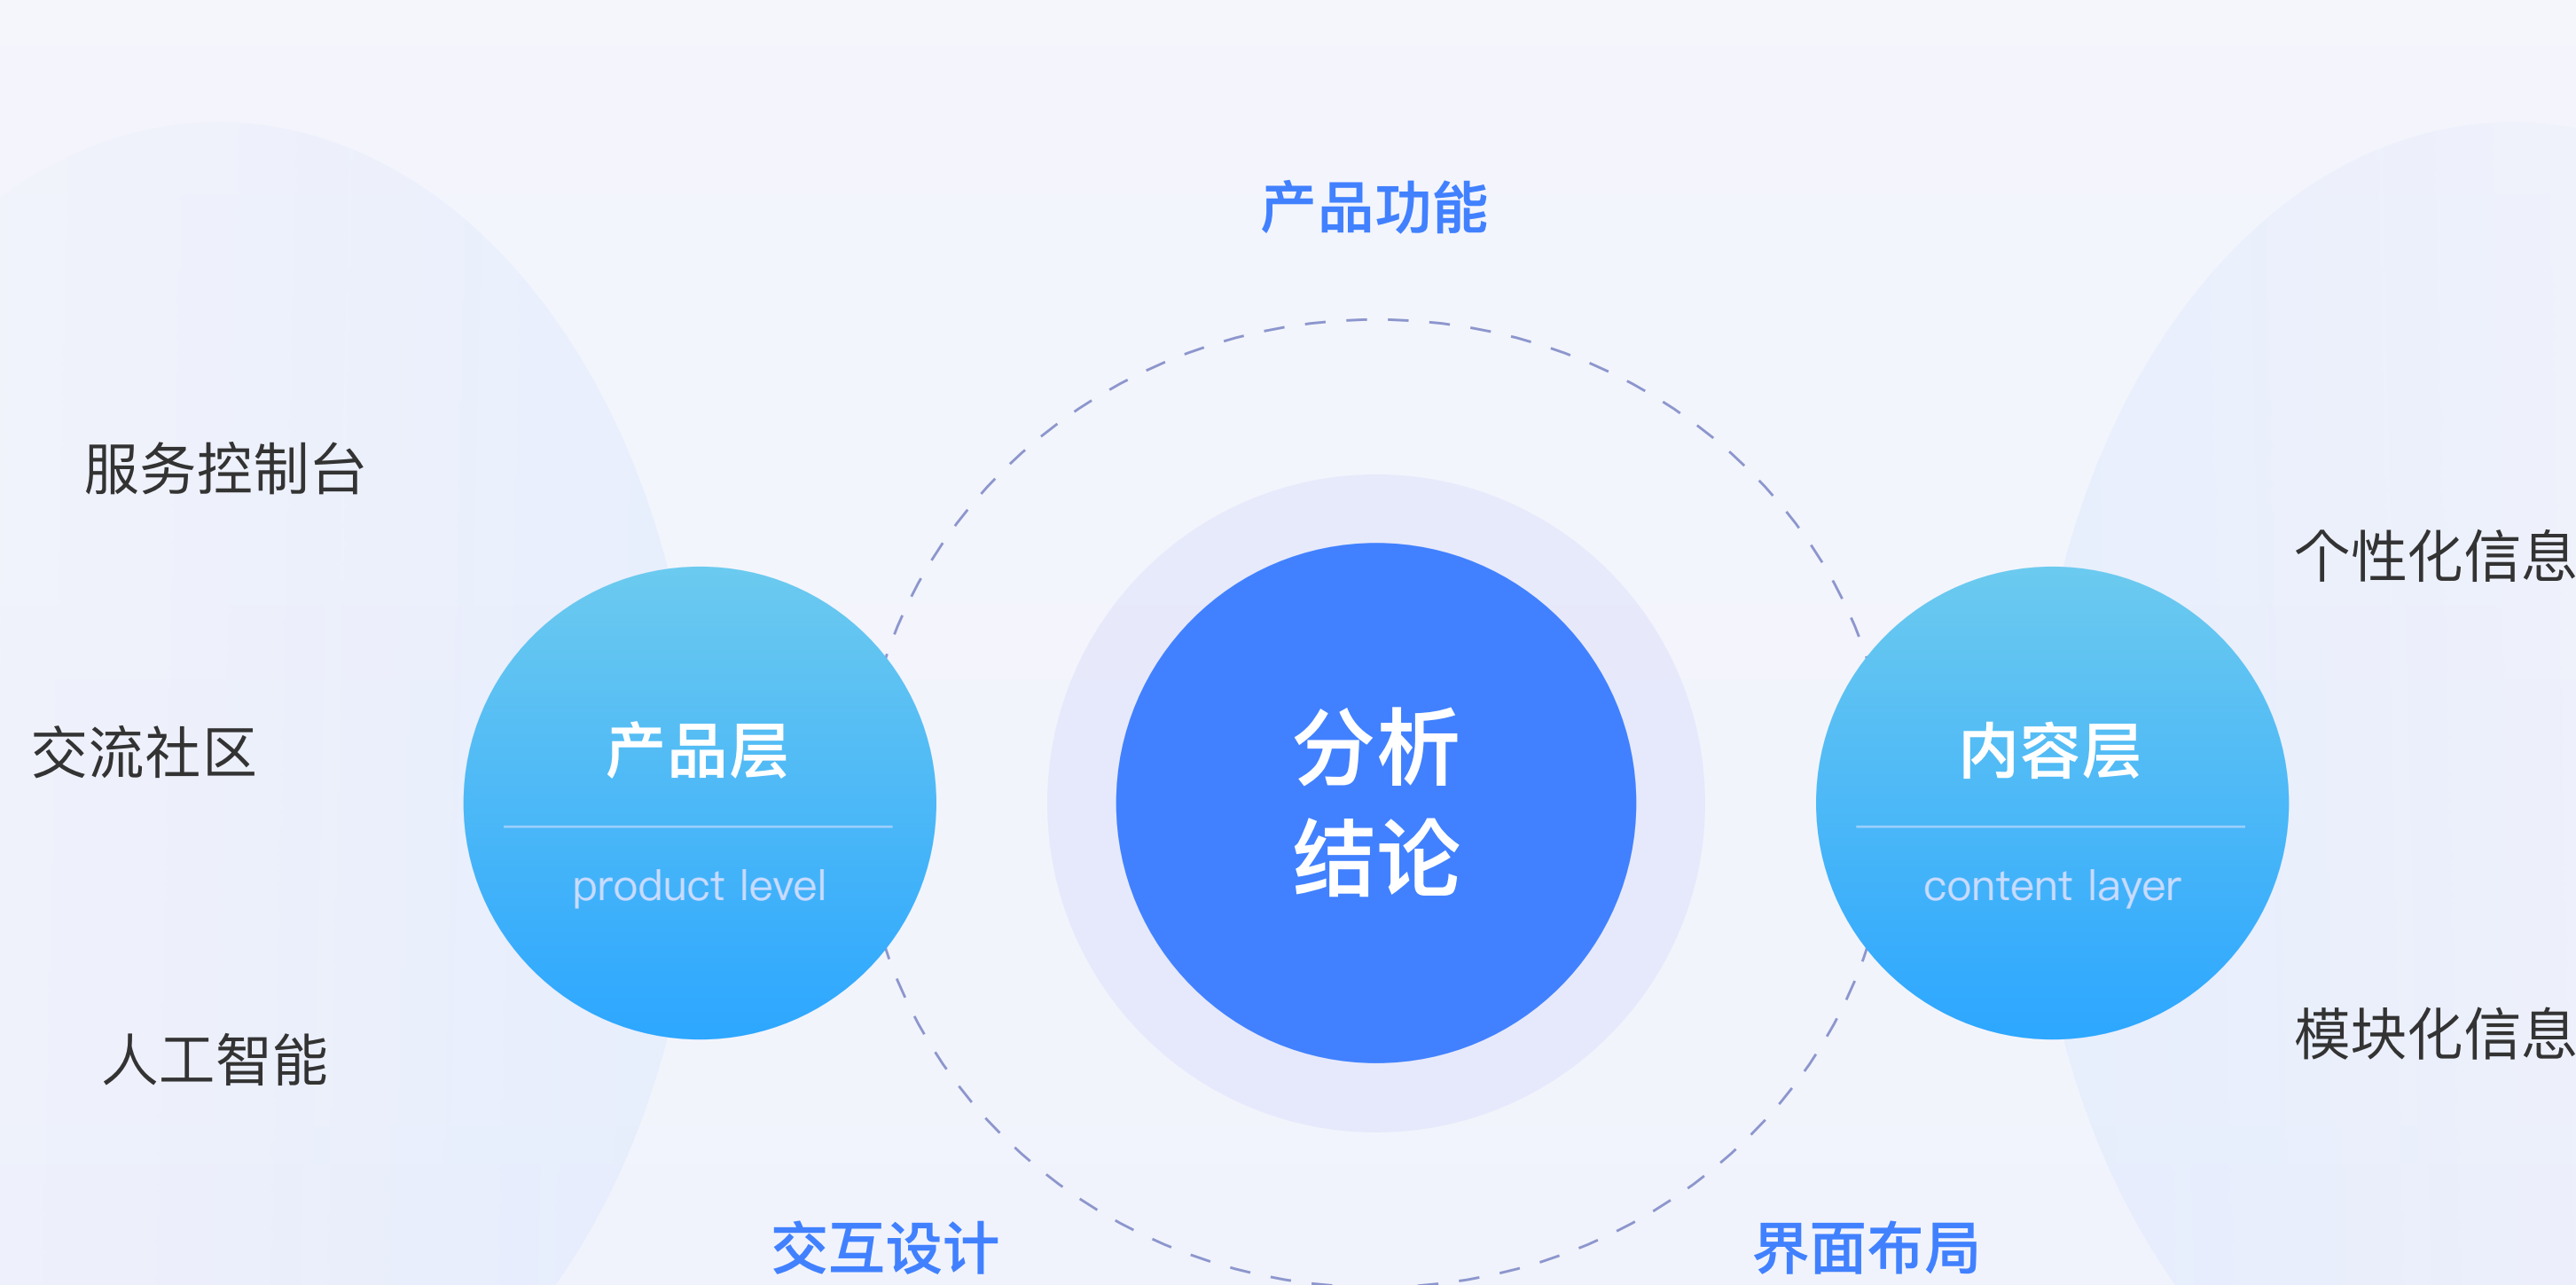 产品功能
服务控制台
个性化信息
产品层
分析
内容层
交流社区
结论
product level
content layer
人工智能
模块化信息
交互设计
界面布局